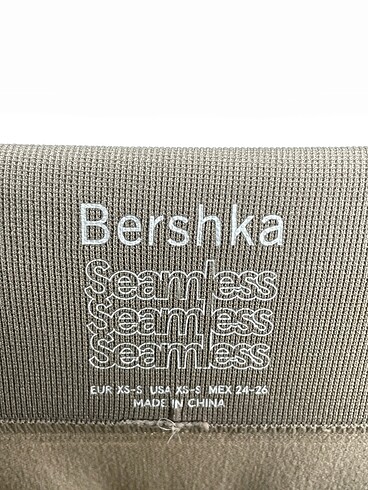 Bershka
Seamless
Seamless
Seamless
EUR XS-S USA XS-S MEX 24-26
MADE IN CHINA